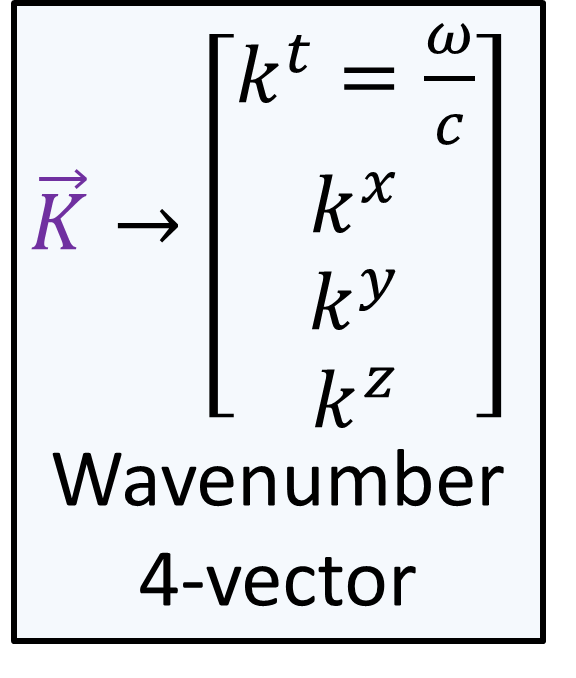 k^t = ω/c
k^x
K⃗ →
k^y
k^z
Wavenumber
4-vector